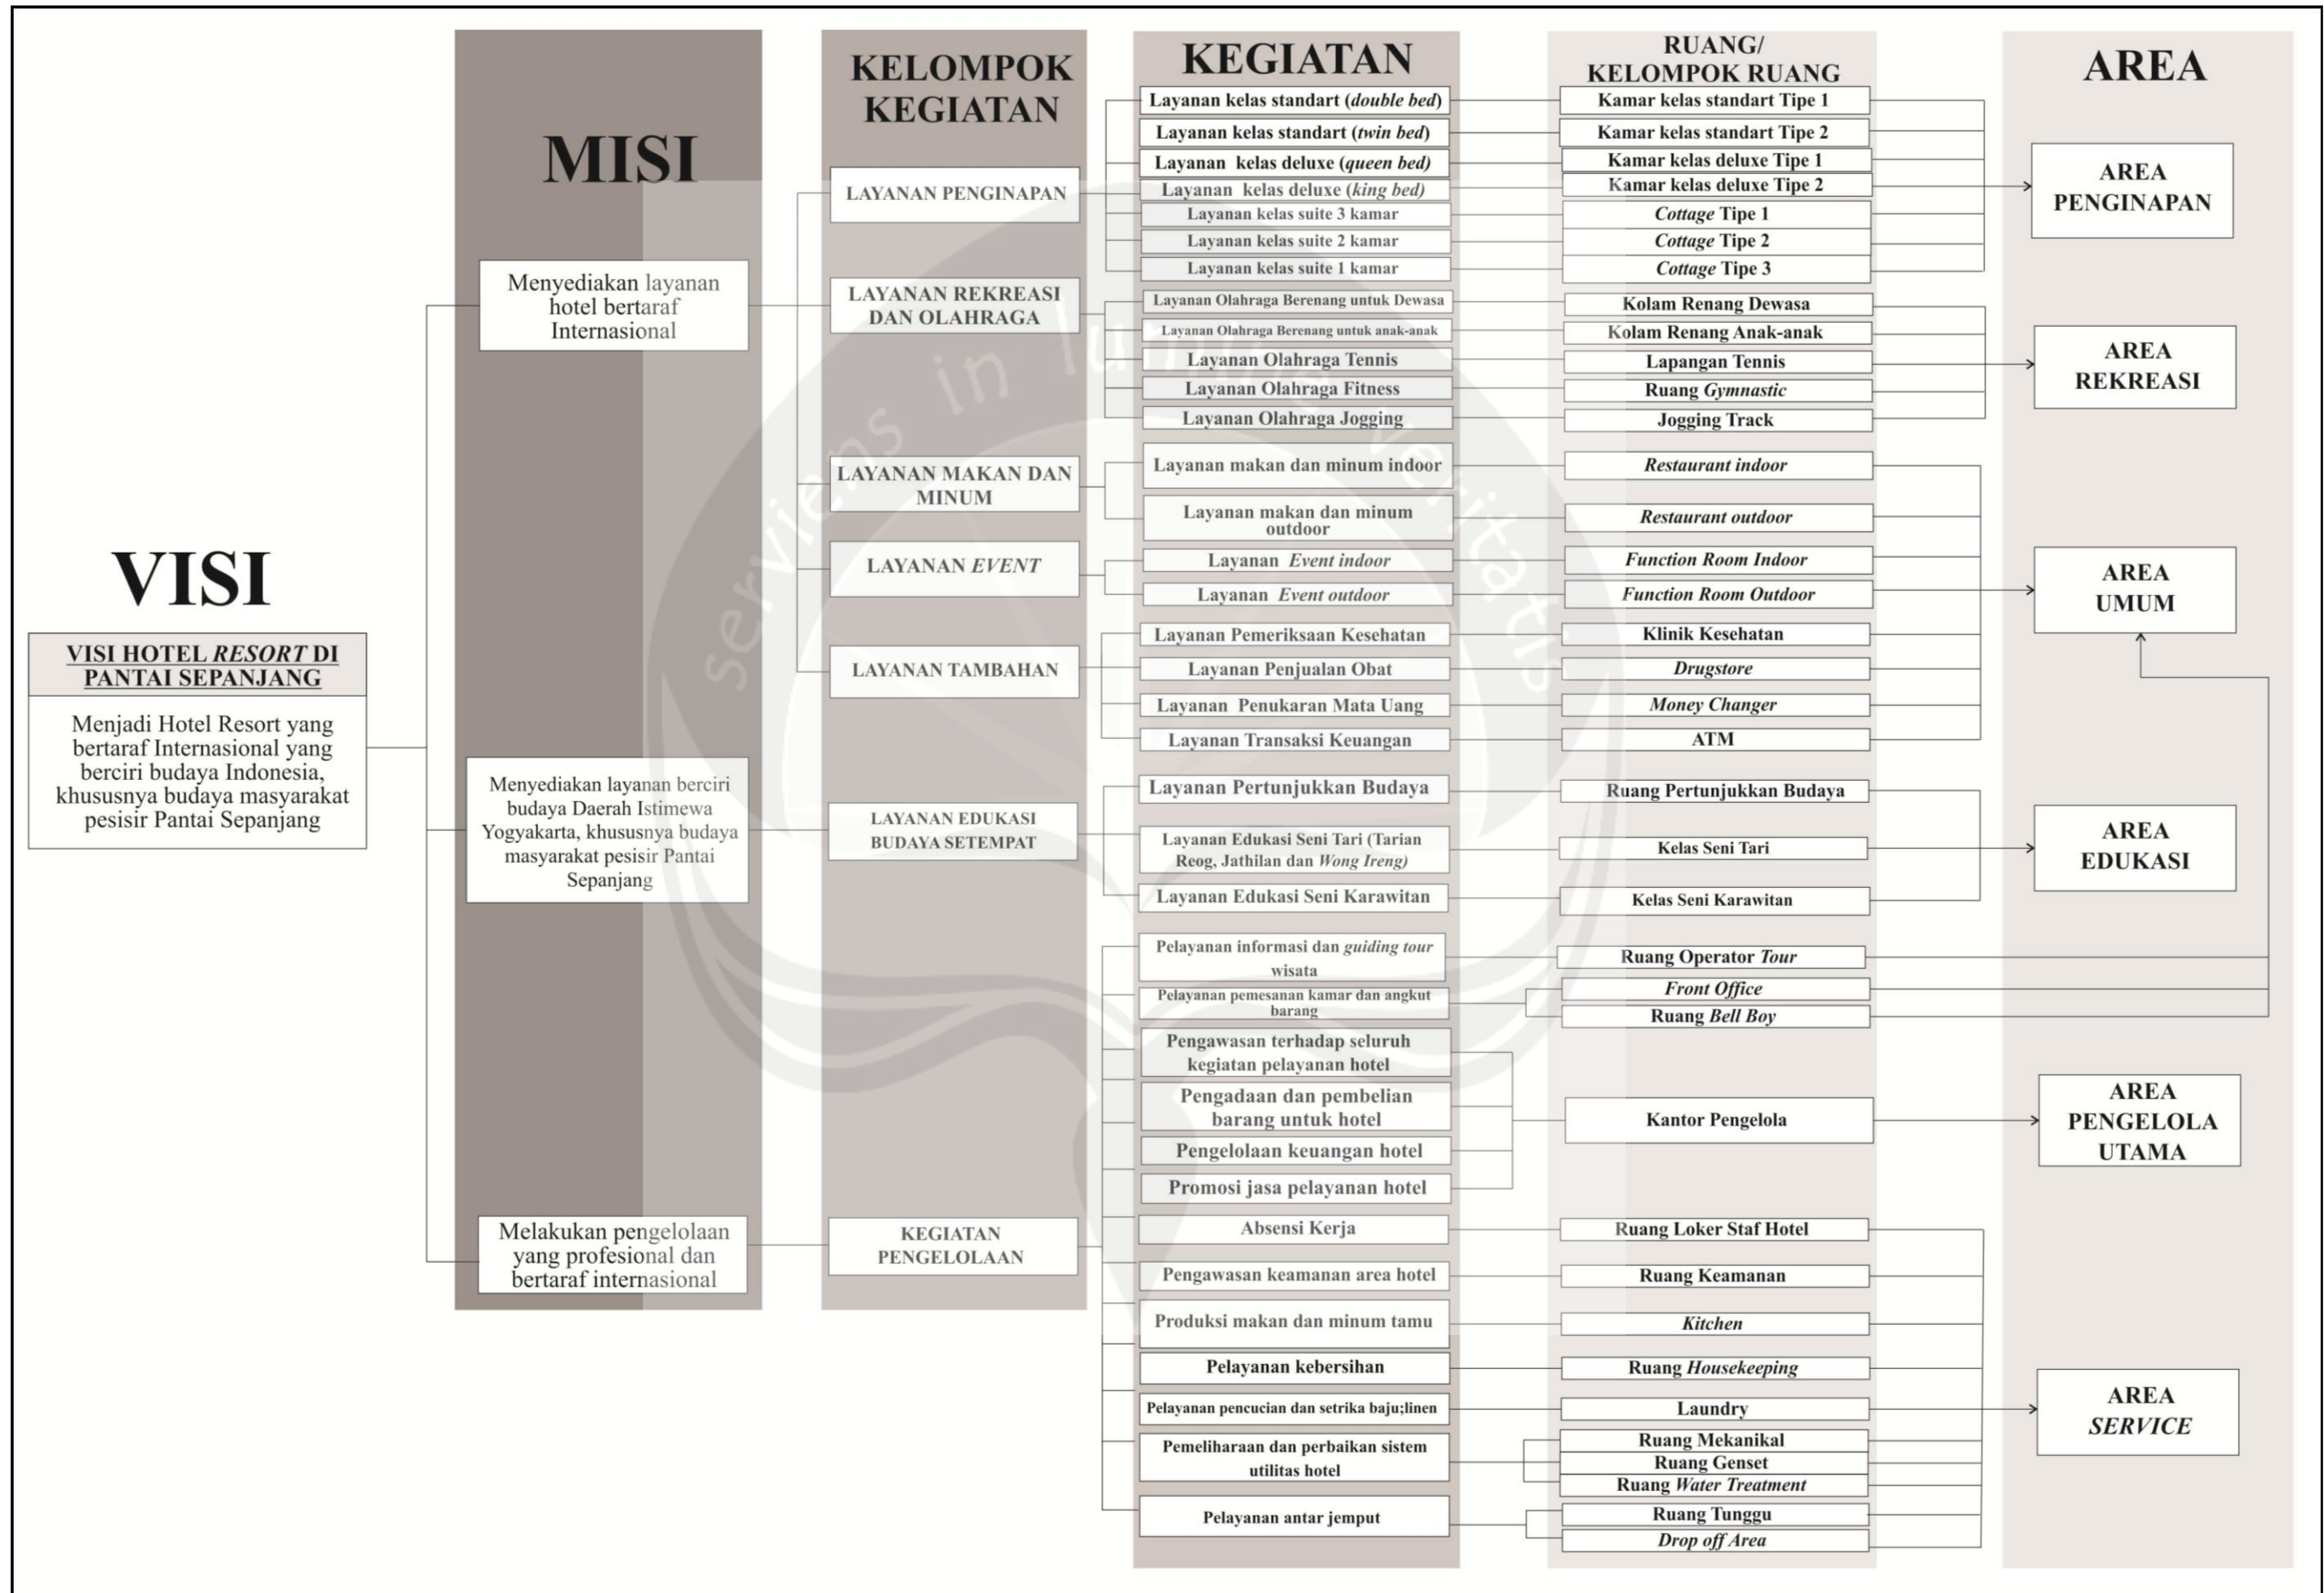 VISI
VISI HOTEL RESORT DI
PANTAI SEPANJANG
Menjadi Hotel Resort yang
bertaraf Internasional yang
berciri budaya Indonesia,
khususnya budaya masyarakat
pesisir Pantai Sepanjang
MISI
Menyediakan layanan
hotel bertaraf
Internasional
Menyediakan layanan berciri
budaya Daerah Istimewa
Yogyakarta, khususnya budaya
masyarakat pesisir Pantai
Sepanjang
Melakukan pengelolaan
yang profesional dan
bertaraf internasional
KELOMPOK
KEGIATAN
LAYANAN PENGINAPAN
LAYANAN REKREASI
DAN OLAHRAGA
LAYANAN MAKAN DAN
MINUM
LAYANAN EVENT
LAYANAN TAMBAHAN
LAYANAN EDUKASI
BUDAYA SETEMPAT
KEGIATAN
PENGELOLAAN
KEGIATAN
Layanan kelas standart (double bed)
Layanan kelas standart (twin bed)
Layanan kelas deluxe (queen bed)
Layanan kelas deluxe (king bed)
Layanan kelas suite 3 kamar
Layanan kelas suite 2 kamar
Layanan kelas suite 1 kamar
Layanan Olahraga Berenang untuk Dewasa
Layanan Olahraga Berenang untuk anak-anak
Layanan Olahraga Tennis
Layanan Olahraga Fitness
Layanan Olahraga Jogging
Layanan makan dan minum indoor
Layanan makan dan minum
outdoor
Layanan Event indoor
Layanan Event outdoor
Layanan Pemeriksaan Kesehatan
Layanan Penjualan Obat
Layanan Penukaran Mata Uang
Layanan Transaksi Keuangan
Layanan Pertunjukkan Budaya
Layanan Edukasi Seni Tari (Tarian
Reog, Jathilan dan Wong Ireng)
Layanan Edukasi Seni Karawitan
Pelayanan informasi dan guiding tour
wisata
Pelayanan pemesanan kamar dan angkut
barang
Pengawasan terhadap seluruh
kegiatan pelayanan hotel
Pengadaan dan pembelian
barang untuk hotel
Pengelolaan keuangan hotel
Promosi jasa pelayanan hotel
Absensi Kerja
Pengawasan keamanan area hotel
Produksi makan dan minum tamu
Pelayanan kebersihan
Pelayanan pencucian dan setrika baju;linen
Pemeliharaan dan perbaikan sistem
utilitas hotel
Pelayanan antar jemput
RUANG/
KELOMPOK RUANG
Kamar kelas standart Tipe 1
Kamar kelas standart Tipe 2
Kamar kelas deluxe Tipe 1
Kamar kelas deluxe Tipe 2
Cottage Tipe 1
Cottage Tipe 2
Cottage Tipe 3
Kolam Renang Dewasa
Kolam Renang Anak-anak
Lapangan Tennis
Ruang Gymnastic
Jogging Track
Restaurant indoor
Restaurant outdoor
Function Room Indoor
Function Room Outdoor
Klinik Kesehatan
Drugstore
Money Changer
ATM
Ruang Pertunjukkan Budaya
Kelas Seni Tari
Kelas Seni Karawitan
Ruang Operator Tour
Front Office
Ruang Bell Boy
Kantor Pengelola
Ruang Loker Staf Hotel
Ruang Keamanan
Kitchen
Ruang Housekeeping
Laundry
Ruang Mekanikal
Ruang Genset
Ruang Water Treatment
Ruang Tunggu
Drop off Area
AREA
AREA
PENGINAPAN
AREA
REKREASI
AREA
UMUM
AREA
EDUKASI
AREA
PENGELOLA
UTAMA
AREA
SERVICE
serviens in lumine veritatis